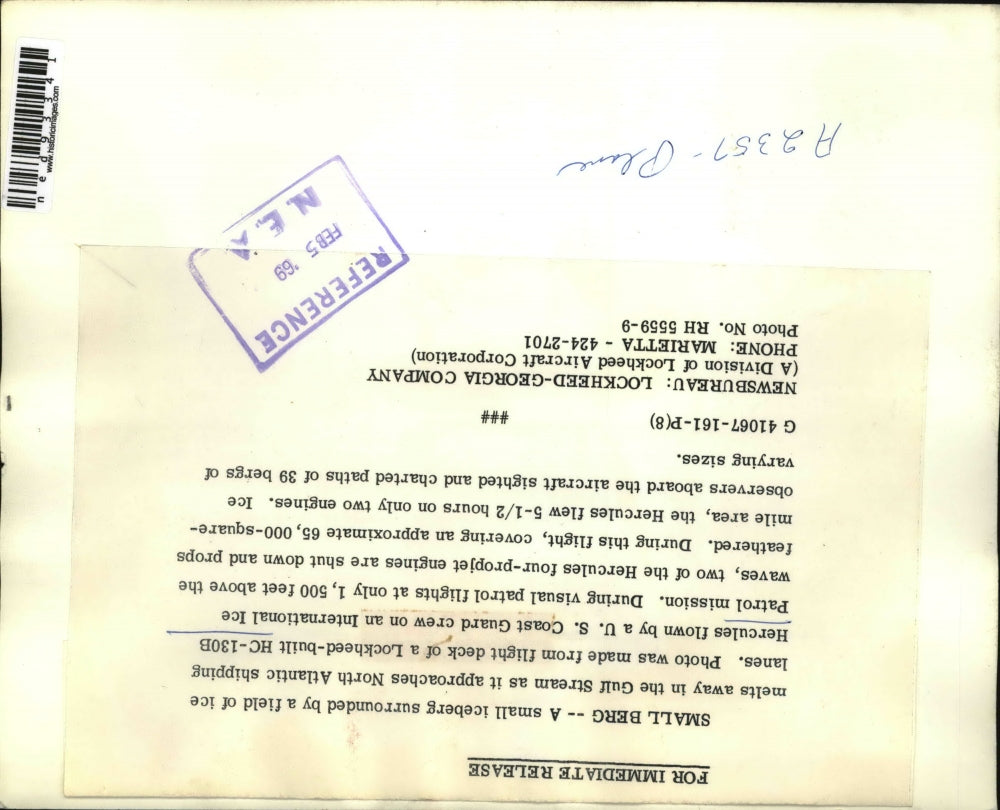 FOR IMMEDIATE RELEASE
SMALL BERG -- A small iceberg surrounded by a field of ice
melts away in the Gulf Stream as it approaches North Atlantic shipping
lanes. Photo was made from flight deck of a Lockheed-built HC-130B
Hercules flown by a U. S. Coast Guard crew on an International Ice
Patrol mission. During visual patrol flights at only 1, 500 feet above the
waves, two of the Hercules four-propjet engines are shut down and props
feathered. During this flight, covering an approximate 65, 000-square-
mile area, the Hercules flew 5-1/2 hours on only two engines. Ice
observers aboard the aircraft sighted and charted paths of 39 bergs of
varying sizes.
G 41067-161-P(8) ###
NEWSBUREAU: LOCKHEED-GEORGIA COMPANY
(A Division of Lockheed Aircraft Corporation)
PHONE: MARIETTA - 424-2701
Photo No. RH 5559-9
REFERENCE
FEB 5 '69
N. E. A
A2357 - Plane
www.historicimages.com
ned93341